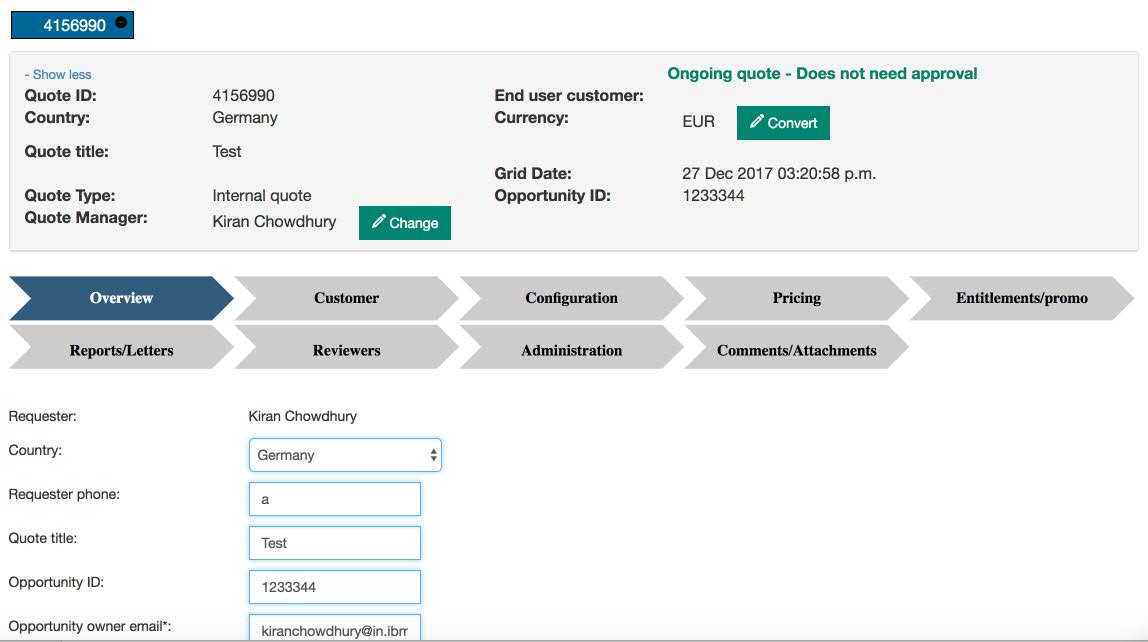 4156990
- Show less
Ongoing quote - Does not need approval
Quote ID: 4156990 End user customer:
Country: Germany Currency: EUR Convert
Quote title: Test
Grid Date: 27 Dec 2017 03:20:58 p.m.
Quote Type: Internal quote Opportunity ID: 1233344
Quote Manager: Kiran Chowdhury Change
Overview Customer Configuration Pricing Entitlements/promo
Reports/Letters Reviewers Administration Comments/Attachments
Requester: Kiran Chowdhury
Country: Germany
Requester phone: a
Quote title: Test
Opportunity ID: 1233344
Opportunity owner email*: kiranchowdhury@in.ibm